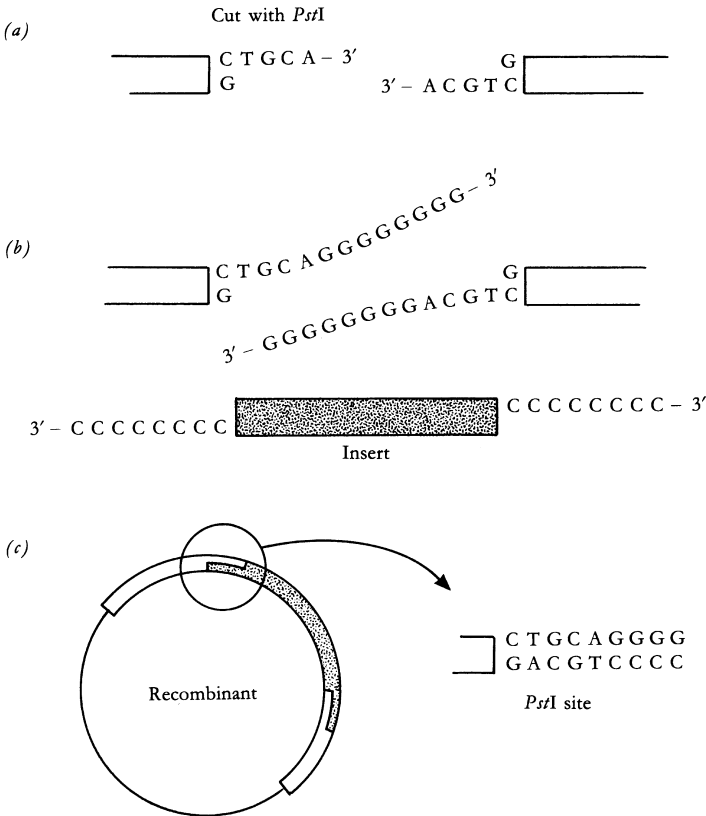 (a)
Cut with PstI
C T G C A – 3′
G
G
3′ – A C G T C
(b)
C T G C A G G G G G G G G – 3′
G
G
3′ – G G G G G G G G A C G T C
3′ – C C C C C C C C
C C C C C C C C – 3′
Insert
(c)
Recombinant
C T G C A G G G G
G A C G T C C C C
PstI site